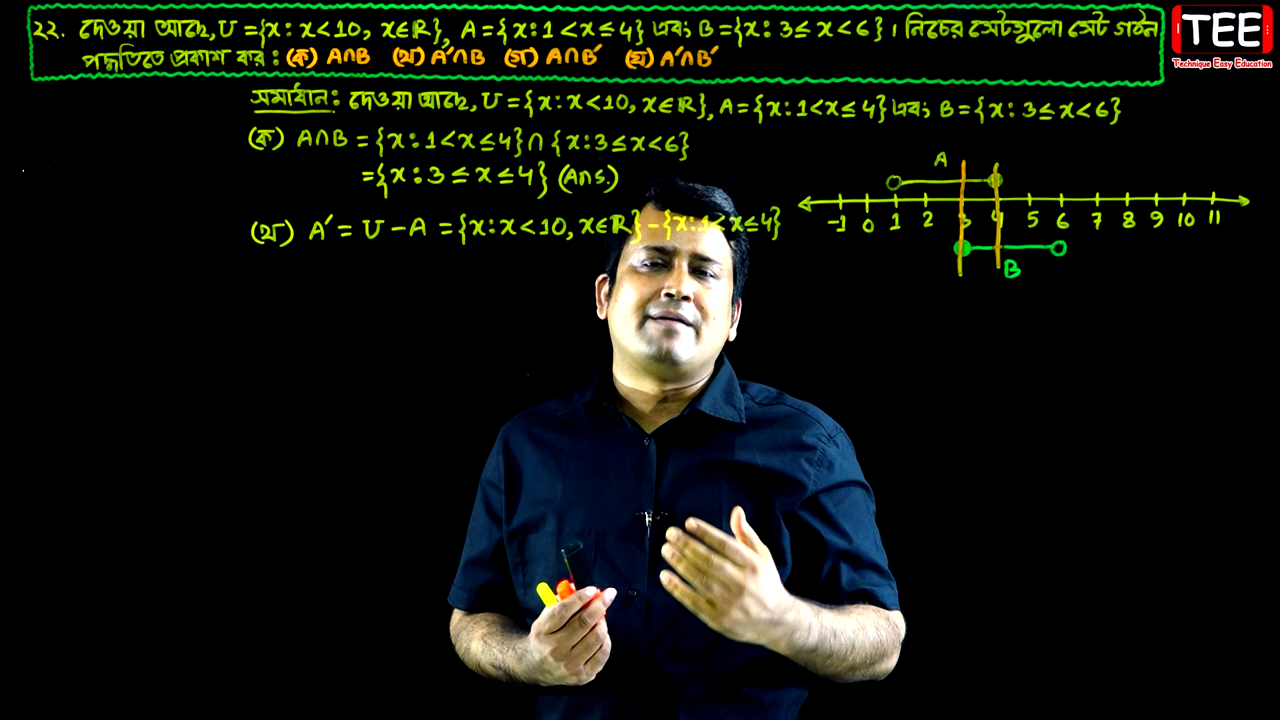 ২২. দেওয়া আছে, U = {x : x < 10, x ∈ R}, A = {x : 1 < x ≤ 4} এবং B = {x : 3 ≤ x < 6} । নিচের সেটগুলো সেট গঠন
পদ্ধতিতে প্রকাশ কর : (ক) A∩B (খ) A′∩B (গ) A∩B′ (ঘ) A′∩B′
TEE
Technique Easy Education
সমাধান : দেওয়া আছে, U = {x : x < 10, x ∈ R}, A = {x : 1 < x ≤ 4} এবং B = {x : 3 ≤ x < 6}
(ক) A∩B = {x : 1 < x ≤ 4} ∩ {x : 3 ≤ x < 6}
= {x : 3 ≤ x ≤ 4} (Ans.)
(খ) A′ = U − A = {x : x < 10, x ∈ R} − {x : 1 < x ≤ 4}
A
-1 0 1 2 3 4 5 6 7 8 9 10 11
B